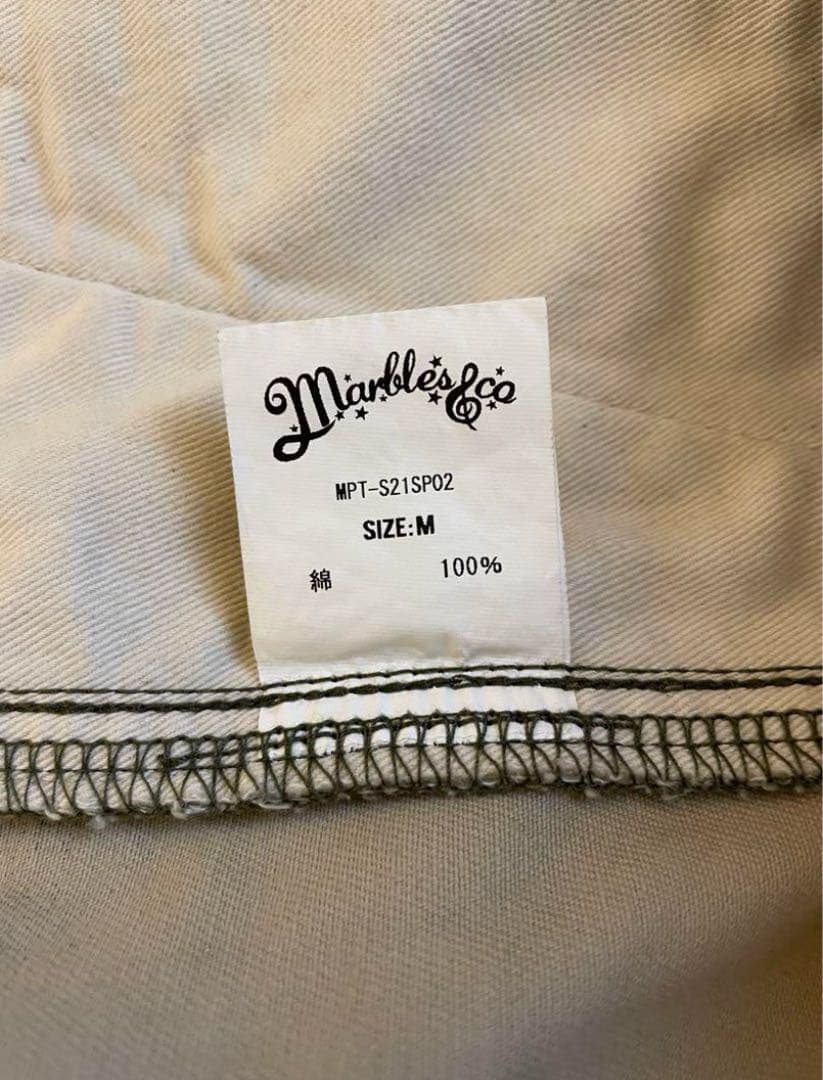 Marbles&co
MPT-S21SP02
SIZE:M
綿 100%